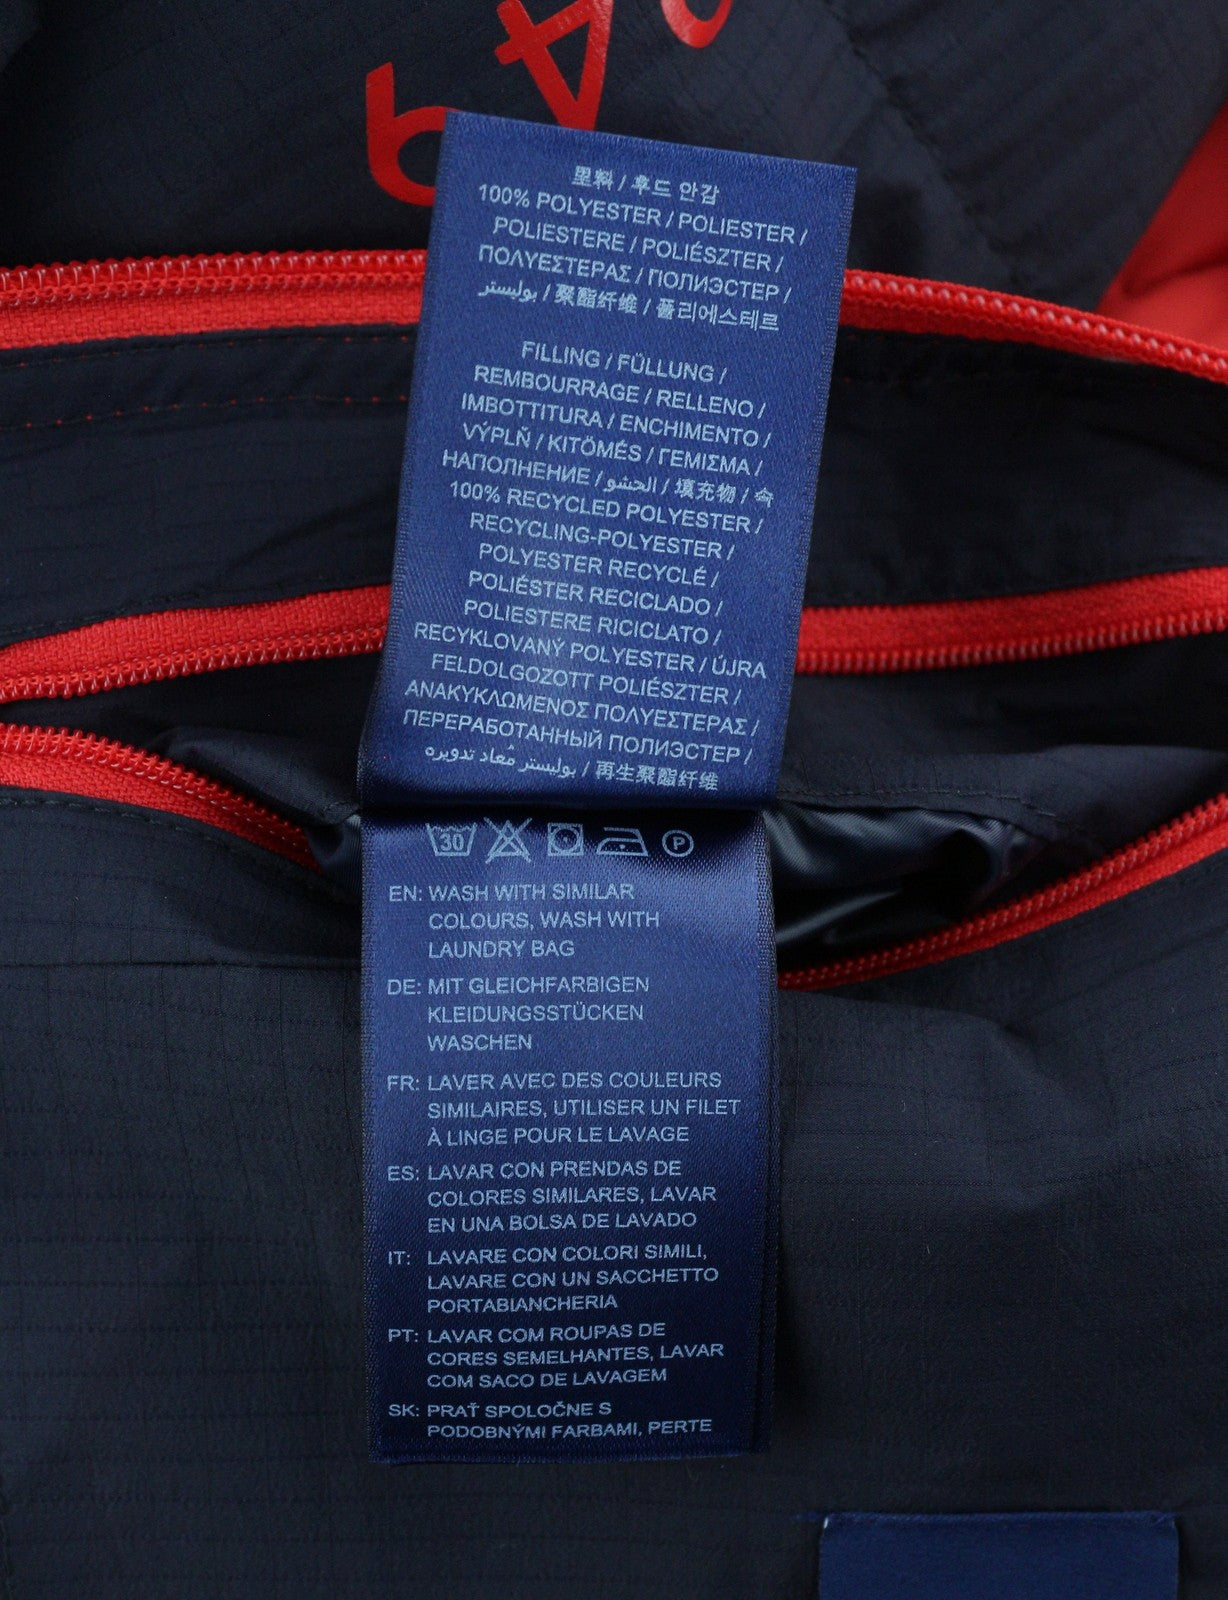 里料 / 후드 안감
100% POLYESTER / POLIESTER /
POLIESTERE / POLIÉSZTER /
ΠΟΛΥΕΣΤΕΡΑΣ / ПОЛИЭСТЕР /
بوليستر / 聚酯纤维 / 폴리에스테르
FILLING / FÜLLUNG /
REMBOURRAGE / RELLENO /
IMBOTTITURA / ENCHIMENTO /
VÝPLŇ / KITÖMÉS / ΓΕΜΙΣΜΑ /
НАПОЛНЕНИЕ / الحشو / 填充物 / 속
100% RECYCLED POLYESTER /
RECYCLING-POLYESTER /
POLYESTER RECYCLÉ /
POLIÉSTER RECICLADO /
POLIESTERE RICICLATO /
RECYKLOVANÝ POLYESTER / ÚJRA
FELDOLGOZOTT POLIÉSZTER /
ΑΝΑΚΥΚΛΩΜΕΝΟΣ ΠΟΛΥΕΣΤΕΡΑΣ /
ПЕРЕРАБОТАННЫЙ ПОЛИЭСТЕР /
بوليستر مُعاد تدويره / 再生聚酯纤维
30 P
EN: WASH WITH SIMILAR
COLOURS, WASH WITH
LAUNDRY BAG
DE: MIT GLEICHFARBIGEN
KLEIDUNGSSTÜCKEN
WASCHEN
FR: LAVER AVEC DES COULEURS
SIMILAIRES, UTILISER UN FILET
À LINGE POUR LE LAVAGE
ES: LAVAR CON PRENDAS DE
COLORES SIMILARES, LAVAR
EN UNA BOLSA DE LAVADO
IT: LAVARE CON COLORI SIMILI,
LAVARE CON UN SACCHETTO
PORTABIANCHERIA
PT: LAVAR COM ROUPAS DE
CORES SEMELHANTES, LAVAR
COM SACO DE LAVAGEM
SK: PRAŤ SPOLOČNE S
PODOBNÝMI FARBAMI, PERTE